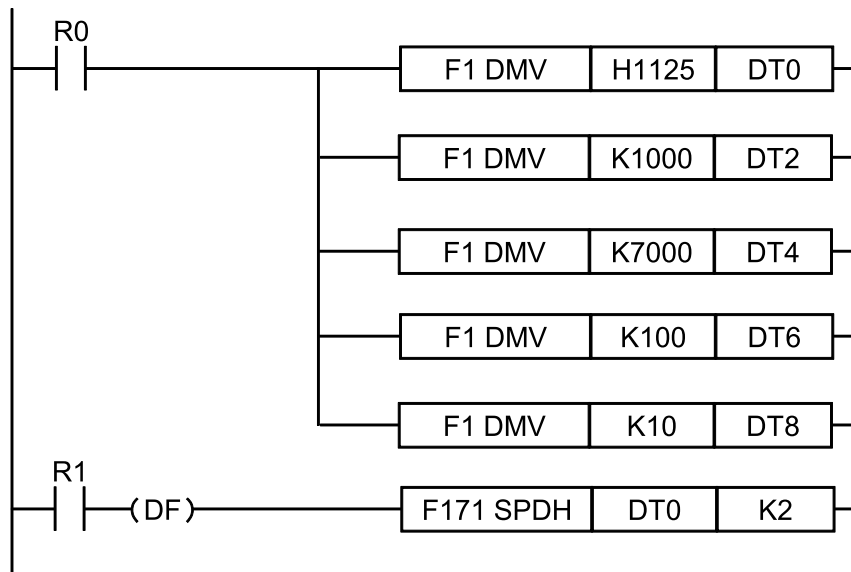 R0
F1 DMV H1125 DT0
F1 DMV K1000 DT2
F1 DMV K7000 DT4
F1 DMV K100 DT6
F1 DMV K10 DT8
R1
(DF) F171 SPDH DT0 K2